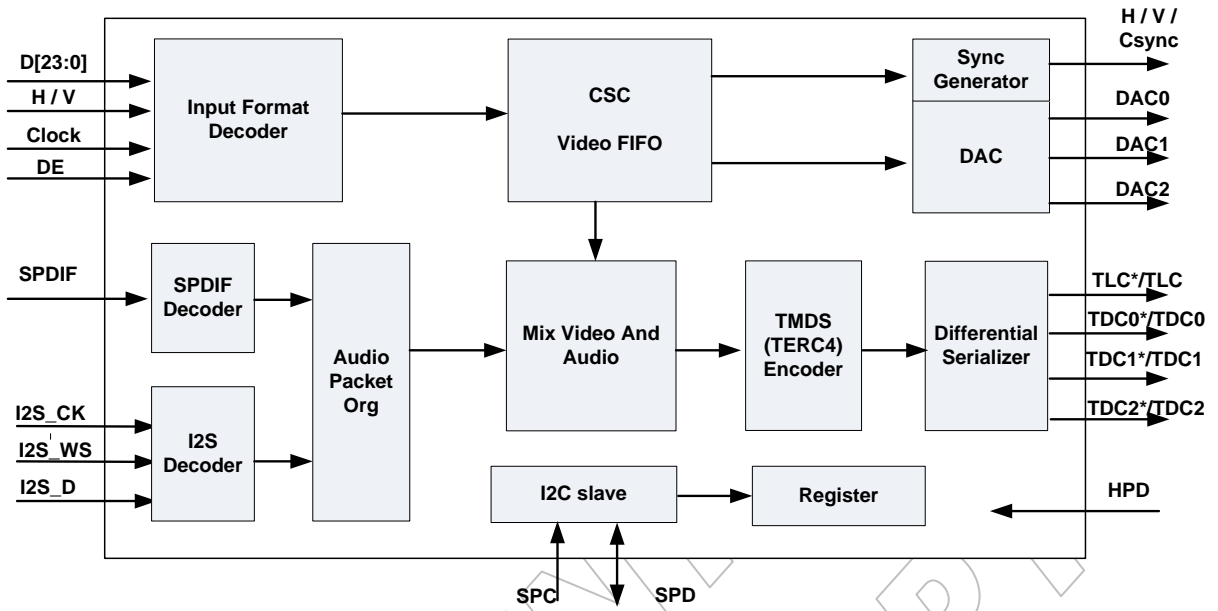 H / V /
Csync
D[23:0]
H / V
Clock
DE
Input Format
Decoder
CSC
Video FIFO
Sync
Generator
DAC
DAC0
DAC1
DAC2
SPDIF
SPDIF
Decoder
I2S_CK
I2S_WS
I2S_D
I2S
Decoder
Audio
Packet
Org
Mix Video And
Audio
TMDS
(TERC4)
Encoder
Differential
Serializer
TLC*/TLC
TDC0*/TDC0
TDC1*/TDC1
TDC2*/TDC2
I2C slave
Register
HPD
SPC
SPD